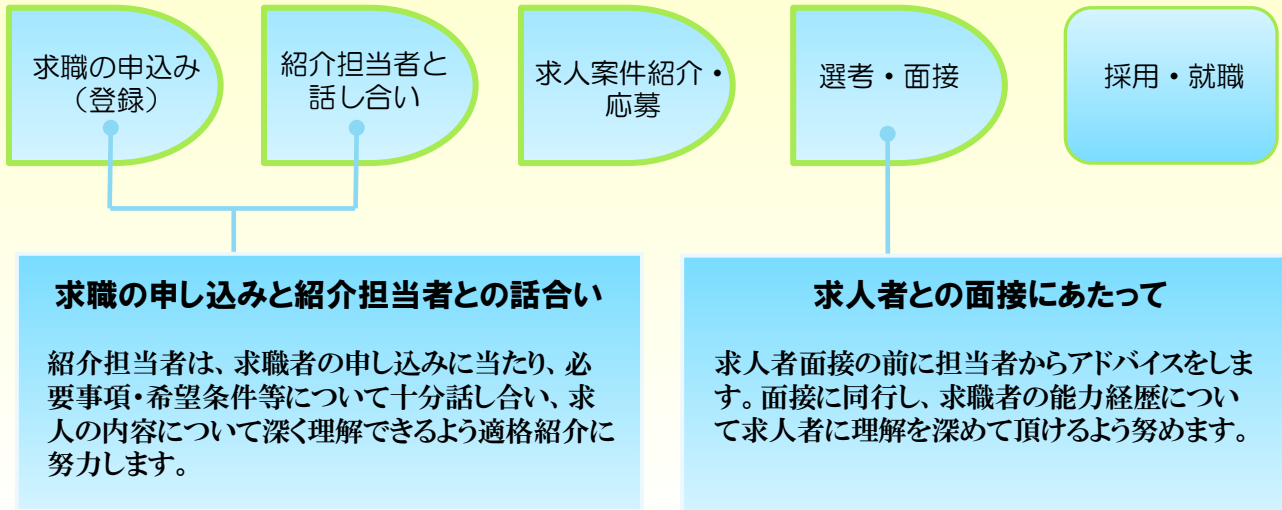 求職の申込み
（登録）
紹介担当者と
話し合い
求人案件紹介・
応募
選考・面接
採用・就職
求職の申し込みと紹介担当者との話合い
紹介担当者は、求職者の申し込みに当たり、必
要事項・希望条件等について十分話し合い、求
人の内容について深く理解できるよう適格紹介に
努力します。
求人者との面接にあたって
求人者面接の前に担当者からアドバイスをしま
す。面接に同行し、求職者の能力経歴につい
て求人者に理解を深めて頂けるよう努めます。